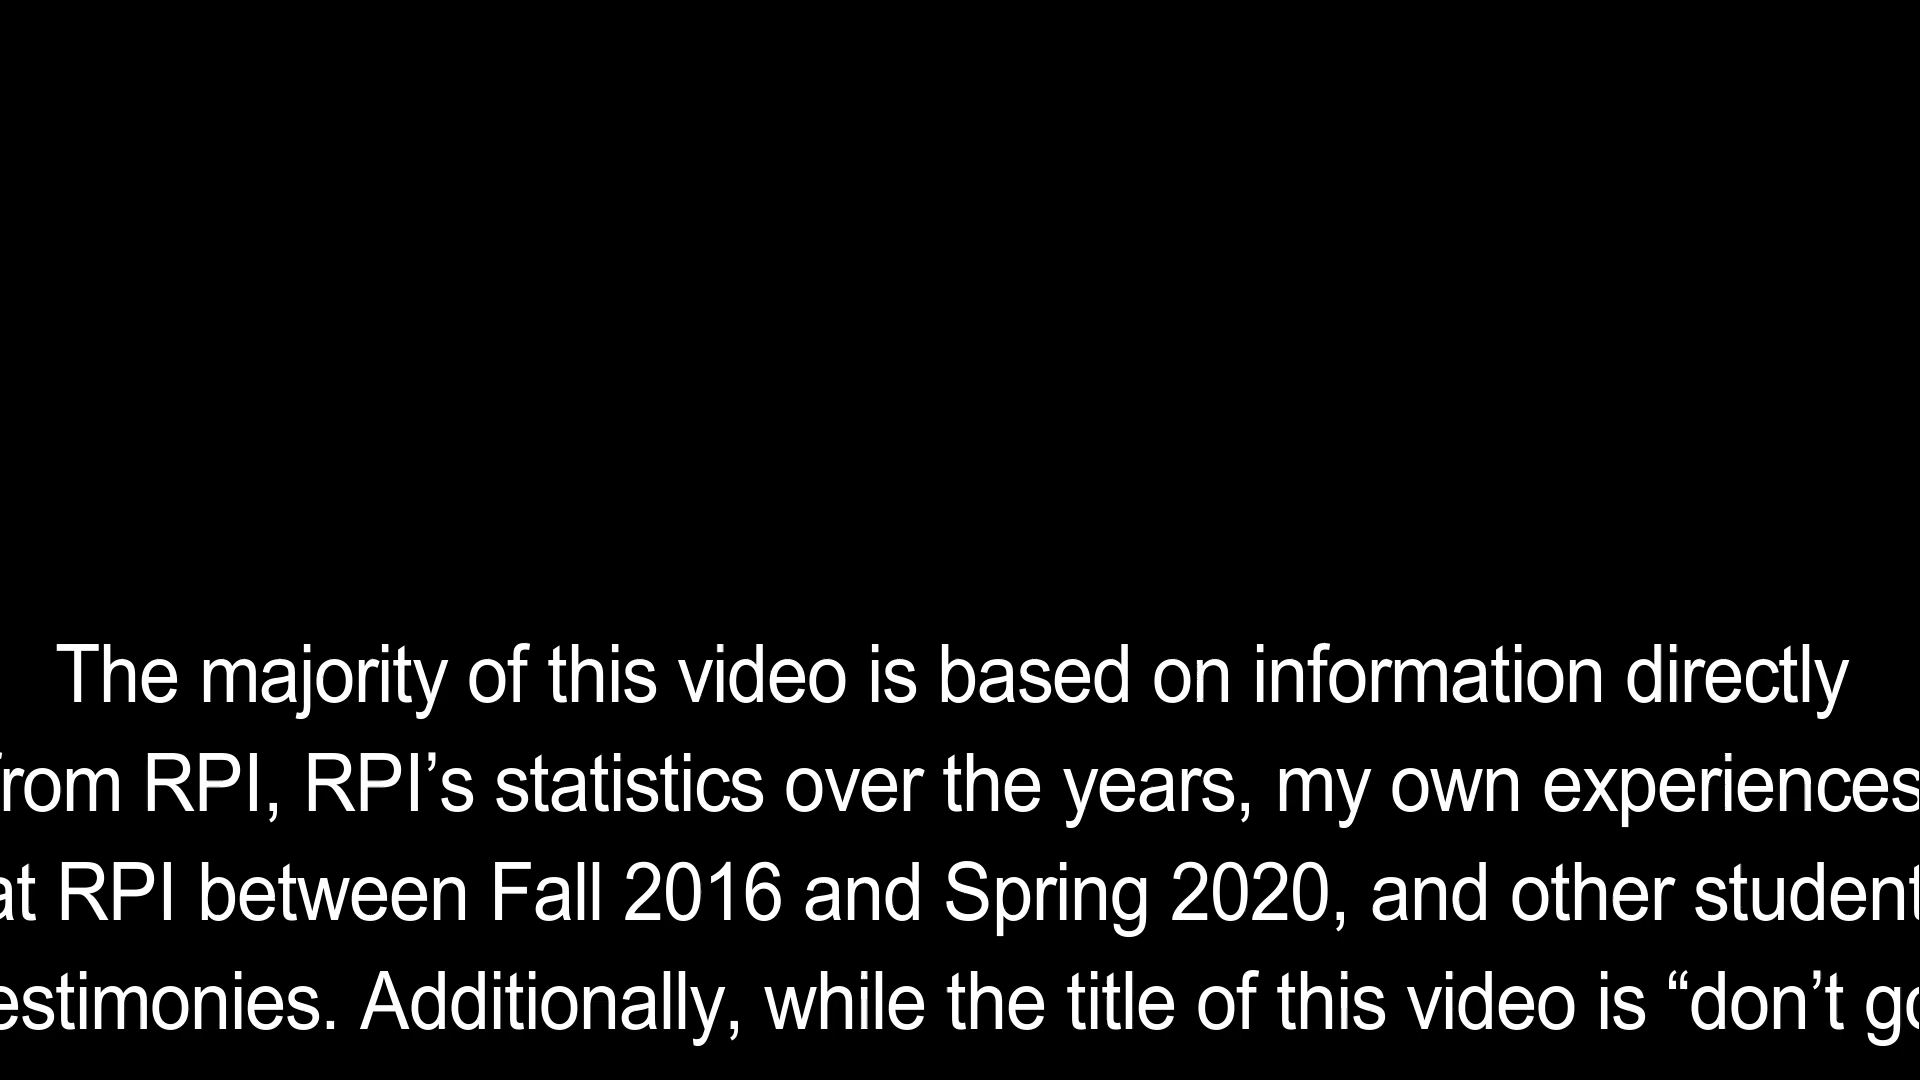 The majority of this video is based on information directly
from RPI, RPI’s statistics over the years, my own experiences
at RPI between Fall 2016 and Spring 2020, and other student
estimonies. Additionally, while the title of this video is “don’t go